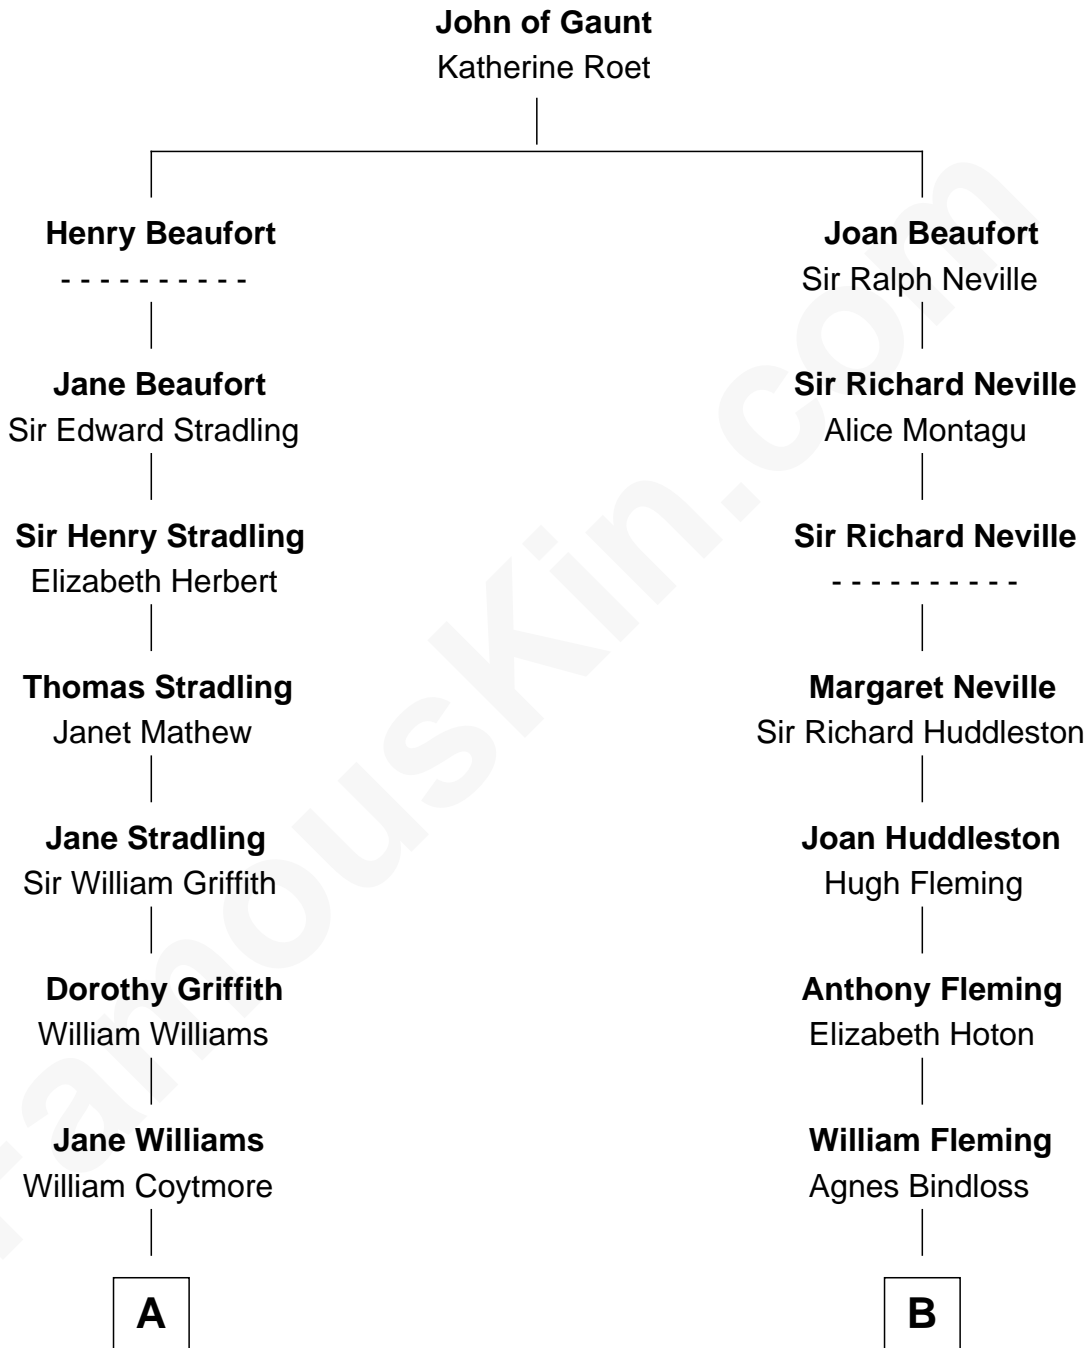 John of Gaunt
Katherine Roet
Henry Beaufort
- - - - - - - - - -
Jane Beaufort
Sir Edward Stradling
Sir Henry Stradling
Elizabeth Herbert
Thomas Stradling
Janet Mathew
Jane Stradling
Sir William Griffith
Dorothy Griffith
William Williams
Jane Williams
William Coytmore
A
Joan Beaufort
Sir Ralph Neville
Sir Richard Neville
Alice Montagu
Sir Richard Neville
- - - - - - - - - -
Margaret Neville
Sir Richard Huddleston
Joan Huddleston
Hugh Fleming
Anthony Fleming
Elizabeth Hoton
William Fleming
Agnes Bindloss
B
FamousKin.com